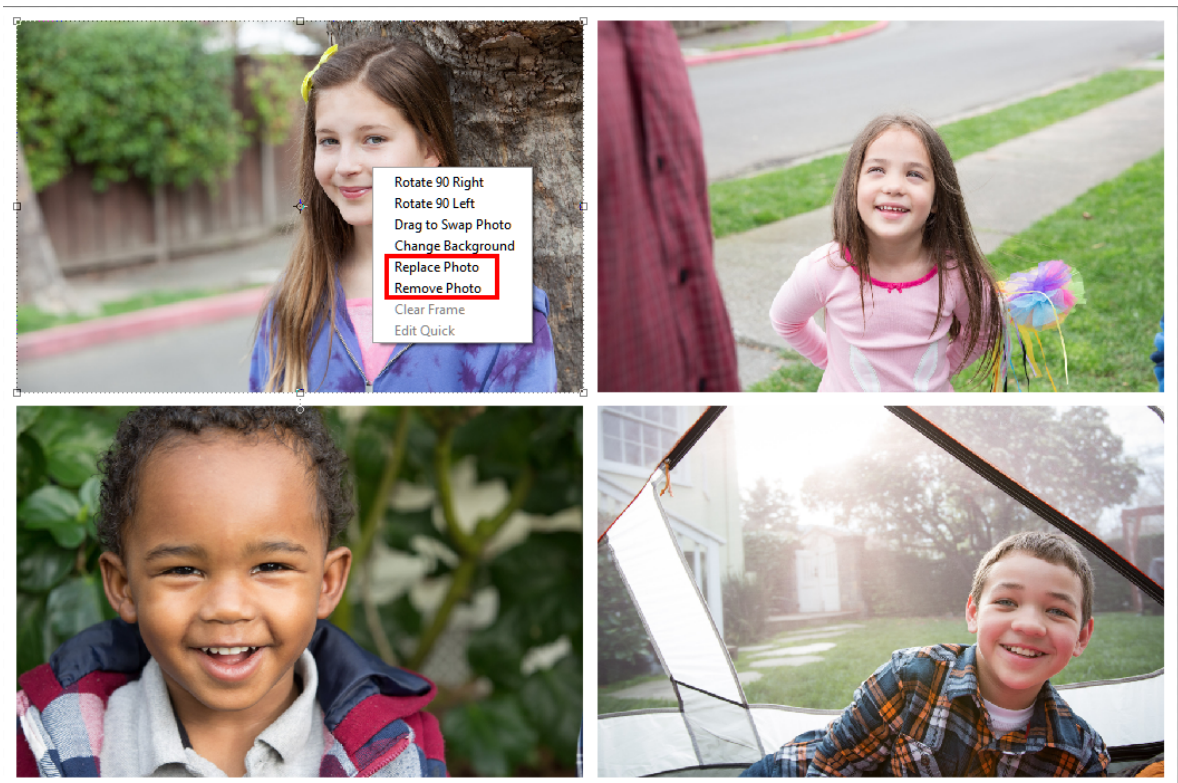 Rotate 90 Right
Rotate 90 Left
Drag to Swap Photo
Change Background
Replace Photo
Remove Photo
Clear Frame
Edit Quick